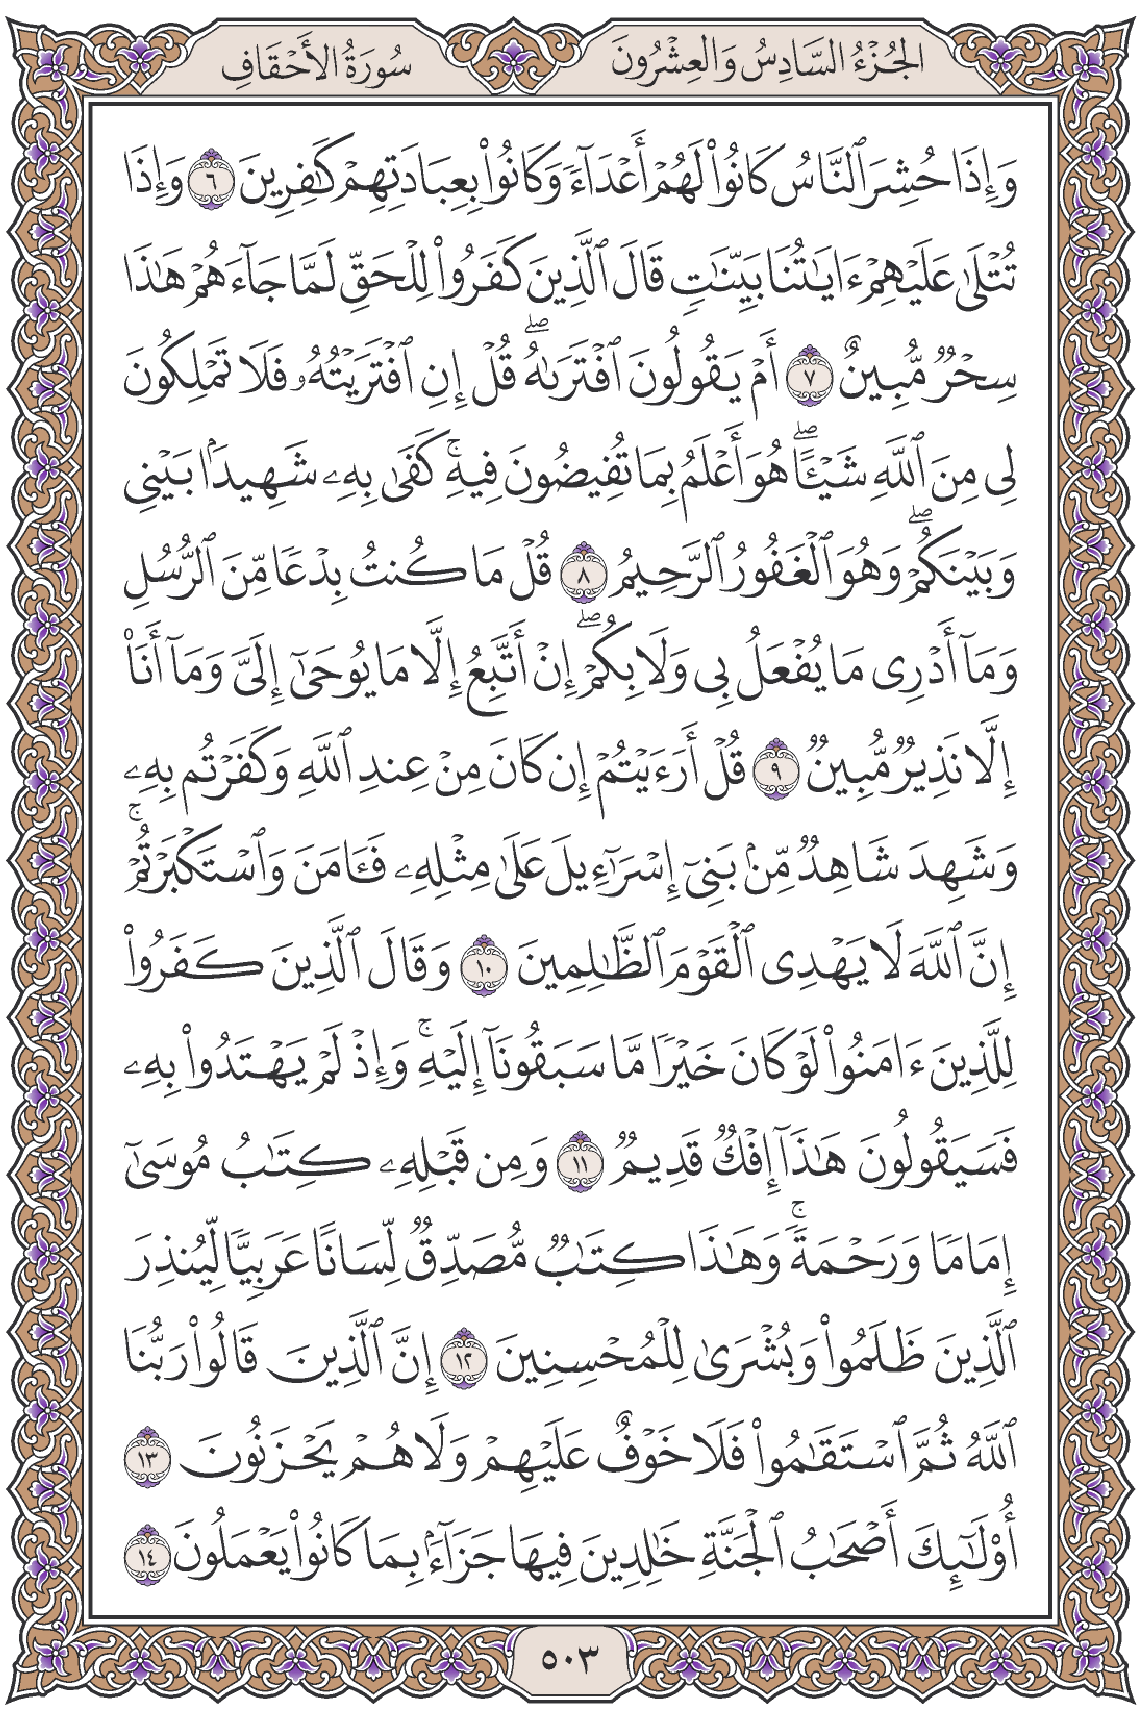 الجُزْءُ السَّادِسُ وَالعِشْرُونَ
سُورَةُ الأَحْقَافِ
وَإِذَا حُشِرَ ٱلنَّاسُ كَانُوا۟ لَهُمْ أَعْدَآءً وَكَانُوا۟ بِعِبَادَتِهِمْ كَٰفِرِينَ ٦ وَإِذَا
تُتْلَىٰ عَلَيْهِمْ ءَايَٰتُنَا بَيِّنَٰتٍ قَالَ ٱلَّذِينَ كَفَرُوا۟ لِلْحَقِّ لَمَّا جَآءَهُمْ هَٰذَا
سِحْرٌ مُّبِينٌ ٧ أَمْ يَقُولُونَ ٱفْتَرَىٰهُ ۖ قُلْ إِنِ ٱفْتَرَيْتُهُۥ فَلَا تَمْلِكُونَ
لِى مِنَ ٱللَّهِ شَيْـًٔا ۖ هُوَ أَعْلَمُ بِمَا تُفِيضُونَ فِيهِ ۚ كَفَىٰ بِهِۦ شَهِيدًۢا بَيْنِى
وَبَيْنَكُمْ ۖ وَهُوَ ٱلْغَفُورُ ٱلرَّحِيمُ ٨ قُلْ مَا كُنتُ بِدْعًا مِّنَ ٱلرُّسُلِ
وَمَآ أَدْرِى مَا يُفْعَلُ بِى وَلَا بِكُمْ ۖ إِنْ أَتَّبِعُ إِلَّا مَا يُوحَىٰٓ إِلَىَّ وَمَآ أَنَا۠
إِلَّا نَذِيرٌ مُّبِينٌ ٩ قُلْ أَرَءَيْتُمْ إِن كَانَ مِنْ عِندِ ٱللَّهِ وَكَفَرْتُم بِهِۦ
وَشَهِدَ شَاهِدٌ مِّنۢ بَنِىٓ إِسْرَٰٓءِيلَ عَلَىٰ مِثْلِهِۦ فَـَٔامَنَ وَٱسْتَكْبَرْتُمْ ۚ
إِنَّ ٱللَّهَ لَا يَهْدِى ٱلْقَوْمَ ٱلظَّٰلِمِينَ ١٠ وَقَالَ ٱلَّذِينَ كَفَرُوا۟
لِلَّذِينَ ءَامَنُوا۟ لَوْ كَانَ خَيْرًا مَّا سَبَقُونَآ إِلَيْهِ ۚ وَإِذْ لَمْ يَهْتَدُوا۟ بِهِۦ
فَسَيَقُولُونَ هَٰذَآ إِفْكٌ قَدِيمٌ ١١ وَمِن قَبْلِهِۦ كِتَٰبُ مُوسَىٰٓ
إِمَامًا وَرَحْمَةً ۚ وَهَٰذَا كِتَٰبٌ مُّصَدِّقٌ لِّسَانًا عَرَبِيًّا لِّيُنذِرَ
ٱلَّذِينَ ظَلَمُوا۟ وَبُشْرَىٰ لِلْمُحْسِنِينَ ١٢ إِنَّ ٱلَّذِينَ قَالُوا۟ رَبُّنَا
ٱللَّهُ ثُمَّ ٱسْتَقَٰمُوا۟ فَلَا خَوْفٌ عَلَيْهِمْ وَلَا هُمْ يَحْزَنُونَ ١٣
أُو۟لَٰٓئِكَ أَصْحَٰبُ ٱلْجَنَّةِ خَٰلِدِينَ فِيهَا جَزَآءًۢ بِمَا كَانُوا۟ يَعْمَلُونَ ١٤
٥٠٣